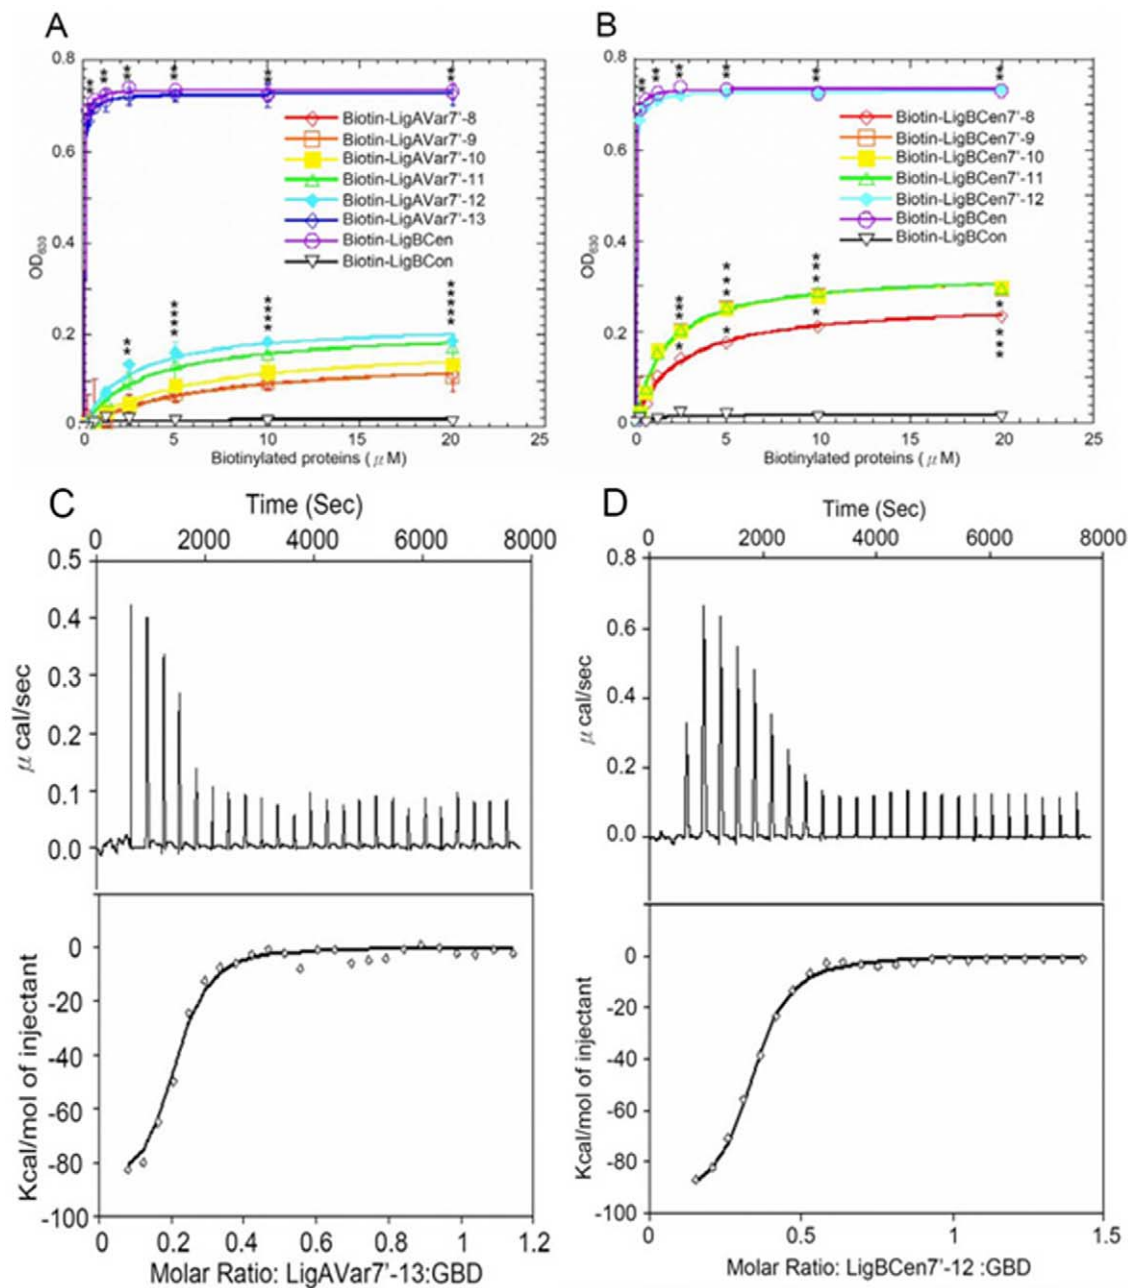 A
B
0.8
0.6
0.4
0.2
0
OD630
0 5 10 15 20 25
Biotinylated proteins ( μM)
Biotin-LigAVar7'-8
Biotin-LigAVar7'-9
Biotin-LigAVar7'-10
Biotin-LigAVar7'-11
Biotin-LigAVar7'-12
Biotin-LigAVar7'-13
Biotin-LigBCen
Biotin-LigBCon
0.8
0.6
0.4
0.2
0
OD630
0 5 10 15 20 25
Biotinylated proteins ( μM)
Biotin-LigBCen7'-8
Biotin-LigBCen7'-9
Biotin-LigBCen7'-10
Biotin-LigBCen7'-11
Biotin-LigBCen7'-12
Biotin-LigBCen
Biotin-LigBCon
C
Time (Sec)
0 2000 4000 6000 8000
0.5
0.4
0.3
0.2
0.1
0.0
μ cal/sec
0
-20
-40
-60
-80
-100
Kcal/mol of injectant
0 0.2 0.4 0.6 0.8 1 1.2
Molar Ratio: LigAVar7'-13:GBD
D
Time (Sec)
0 2000 4000 6000 8000
0.8
0.6
0.4
0.2
0.0
μ cal/sec
0
-20
-40
-60
-80
-100
Kcal/mol of injectant
0 0.5 1 1.5
Molar Ratio: LigBCen7'-12 :GBD